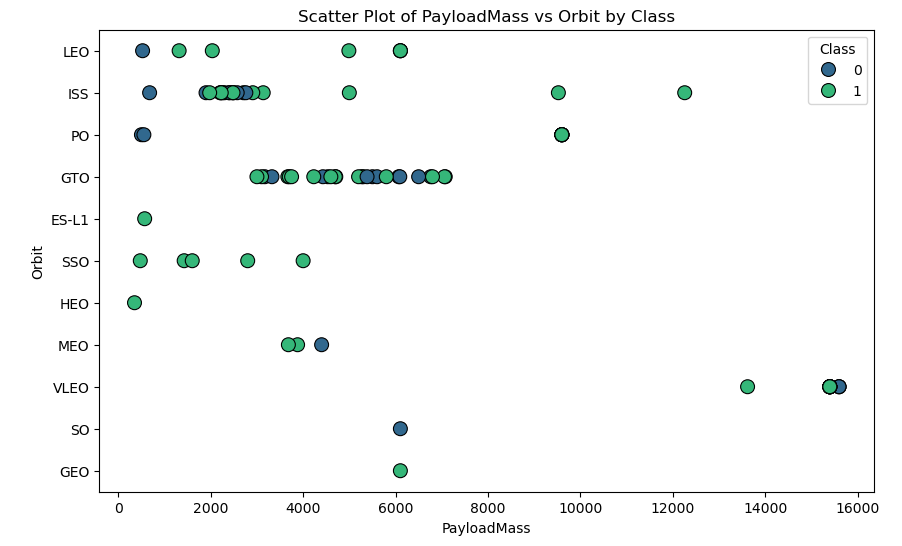 Scatter Plot of PayloadMass vs Orbit by Class
Class
0
1
Orbit
LEO
ISS
PO
GTO
ES-L1
SSO
HEO
MEO
VLEO
SO
GEO
0 2000 4000 6000 8000 10000 12000 14000 16000
PayloadMass